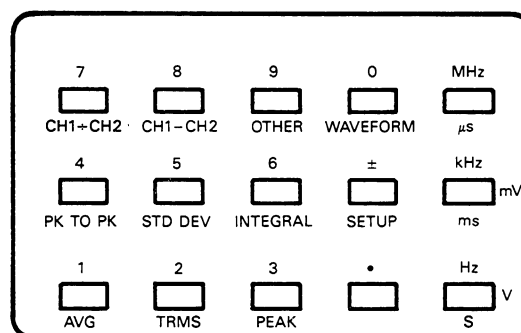 7 8 9 0 MHz
CH1÷CH2 CH1−CH2 OTHER WAVEFORM μs
4 5 6 ± kHz
mV
PK TO PK STD DEV INTEGRAL SETUP ms
1 2 3 • Hz
V
AVG TRMS PEAK S